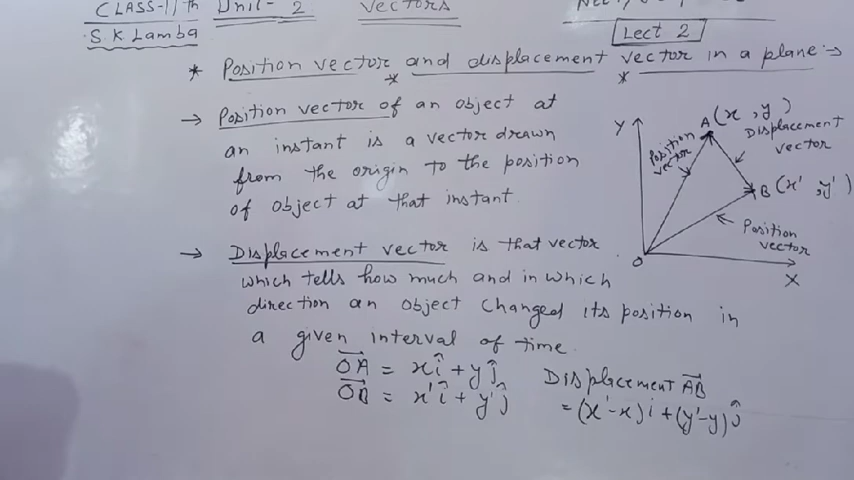 CLASS-11th Unit-2 Vectors
S.K Lamba Lect 2
* Position vector and displacement vector in a plane :→
→ Position vector of an object at
an instant is a vector drawn
from the origin to the position
of object at that instant
→ Displacement vector is that vector
which tells how much and in which
direction an object changed its position in
a given interval of time.
OA⃗ = xî + yĵ
OB⃗ = x'î + y'ĵ
Displacement AB⃗
= (x'-x)i + (y'-y)ĵ
Y
A (x, y)
Position vector
Displacement
vector
B (x', y')
Position
vector
O
X